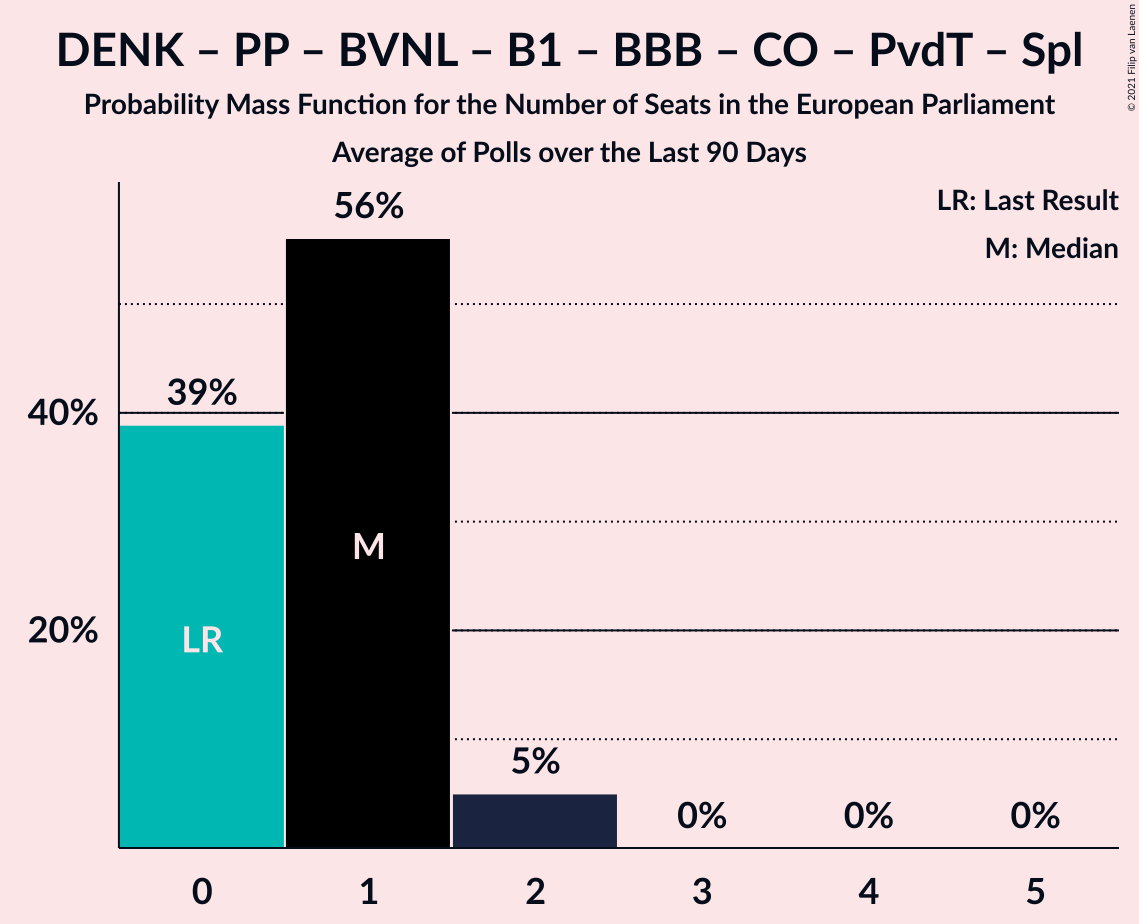 DENK – PP – BVNL – B1 – BBB – CO – PvdT – Spl
Probability Mass Function for the Number of Seats in the European Parliament
Average of Polls over the Last 90 Days
© 2021 Filip van Laenen
LR: Last Result
M: Median
56%
39%
40%
M
20%
LR
5%
0%
0%
0%
0
1
2
3
4
5